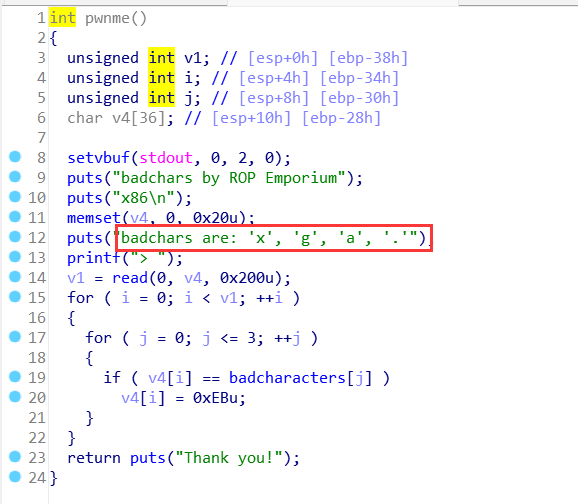 1 int pwnme()
2 {
3 unsigned int v1; // [esp+0h] [ebp-38h]
4 unsigned int i; // [esp+4h] [ebp-34h]
5 unsigned int j; // [esp+8h] [ebp-30h]
6 char v4[36]; // [esp+10h] [ebp-28h]
7
8 setvbuf(stdout, 0, 2, 0);
9 puts("badchars by ROP Emporium");
10 puts("x86\n");
11 memset(v4, 0, 0x20u);
12 puts("badchars are: 'x', 'g', 'a', '.'")
13 printf("> ");
14 v1 = read(0, v4, 0x200u);
15 for ( i = 0; i < v1; ++i )
16 {
17 for ( j = 0; j <= 3; ++j )
18 {
19 if ( v4[i] == badcharacters[j] )
20 v4[i] = 0xEBu;
21 }
22 }
23 return puts("Thank you!");
24 }